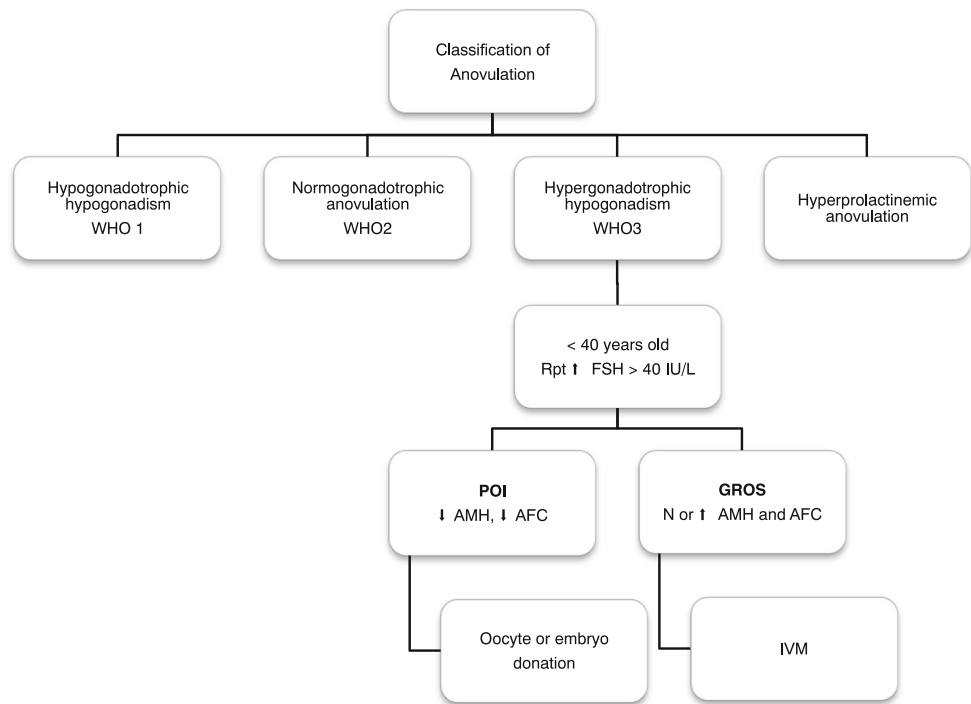 Classification of
Anovulation
Hypogonadotrophic
hypogonadism
WHO 1
Normogonadotrophic
anovulation
WHO2
Hypergonadotrophic
hypogonadism
WHO3
Hyperprolactinemic
anovulation
< 40 years old
Rpt ⬆ FSH > 40 IU/L
POI
⬇ AMH, ⬇ AFC
GROS
N or ⬆ AMH and AFC
Oocyte or embryo
donation
IVM